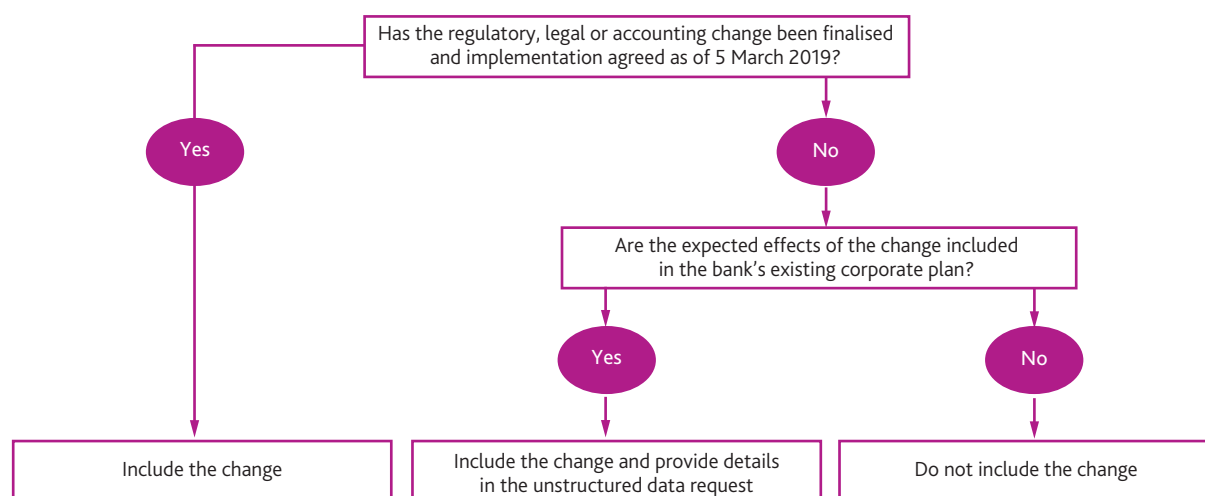 Has the regulatory, legal or accounting change been finalised
and implementation agreed as of 5 March 2019?
Yes
No
Are the expected effects of the change included
in the bank’s existing corporate plan?
Yes
No
Include the change
Include the change and provide details
in the unstructured data request
Do not include the change